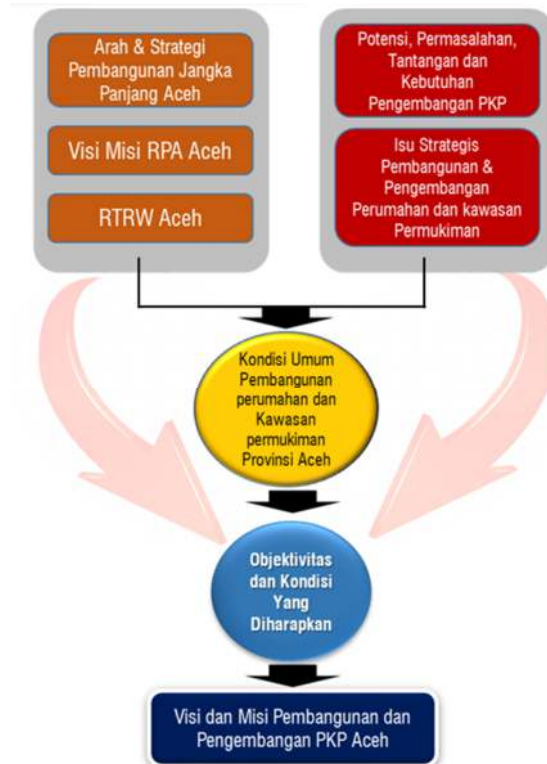 Arah & Strategi
Pembangunan Jangka
Panjang Aceh
Visi Misi RPA Aceh
RTRW Aceh
Potensi, Permasalahan,
Tantangan dan
Kebutuhan
Pengembangan PKP
Isu Strategis
Pembangunan &
Pengembangan
Perumahan dan kawasan
Permukiman
Kondisi Umum
Pembangunan
perumahan dan
Kawasan
permukiman
Provinsi Aceh
Objektivitas
dan Kondisi
Yang
Diharapkan
Visi dan Misi Pembangunan dan
Pengembangan PKP Aceh